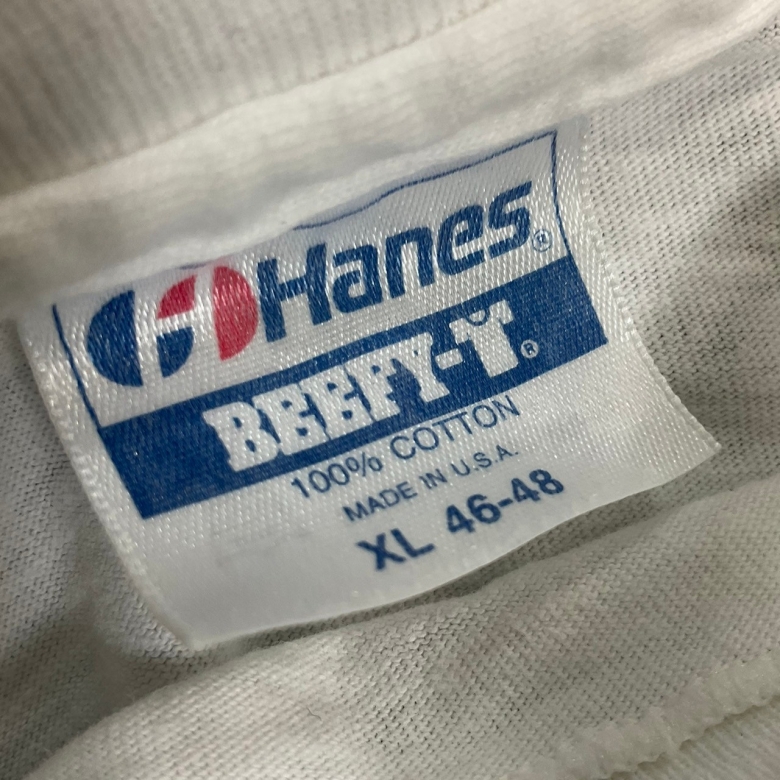 Hanes®
BEEFY-T®
100% COTTON
MADE IN U.S.A.
XL 46-48